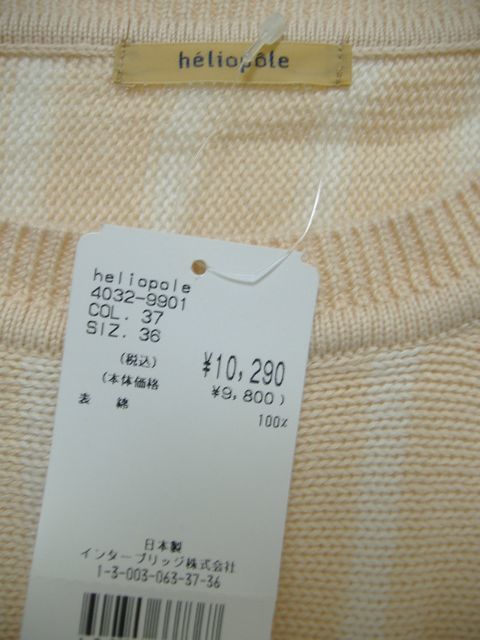 héliopôle
heliopole
4032-9901
COL. 37
SIZ. 36
(税込) ¥10,290
(本体価格 ¥9,800)
表 綿 100%
日本製
インターブリッジ株式会社
1-3-003-063-37-36